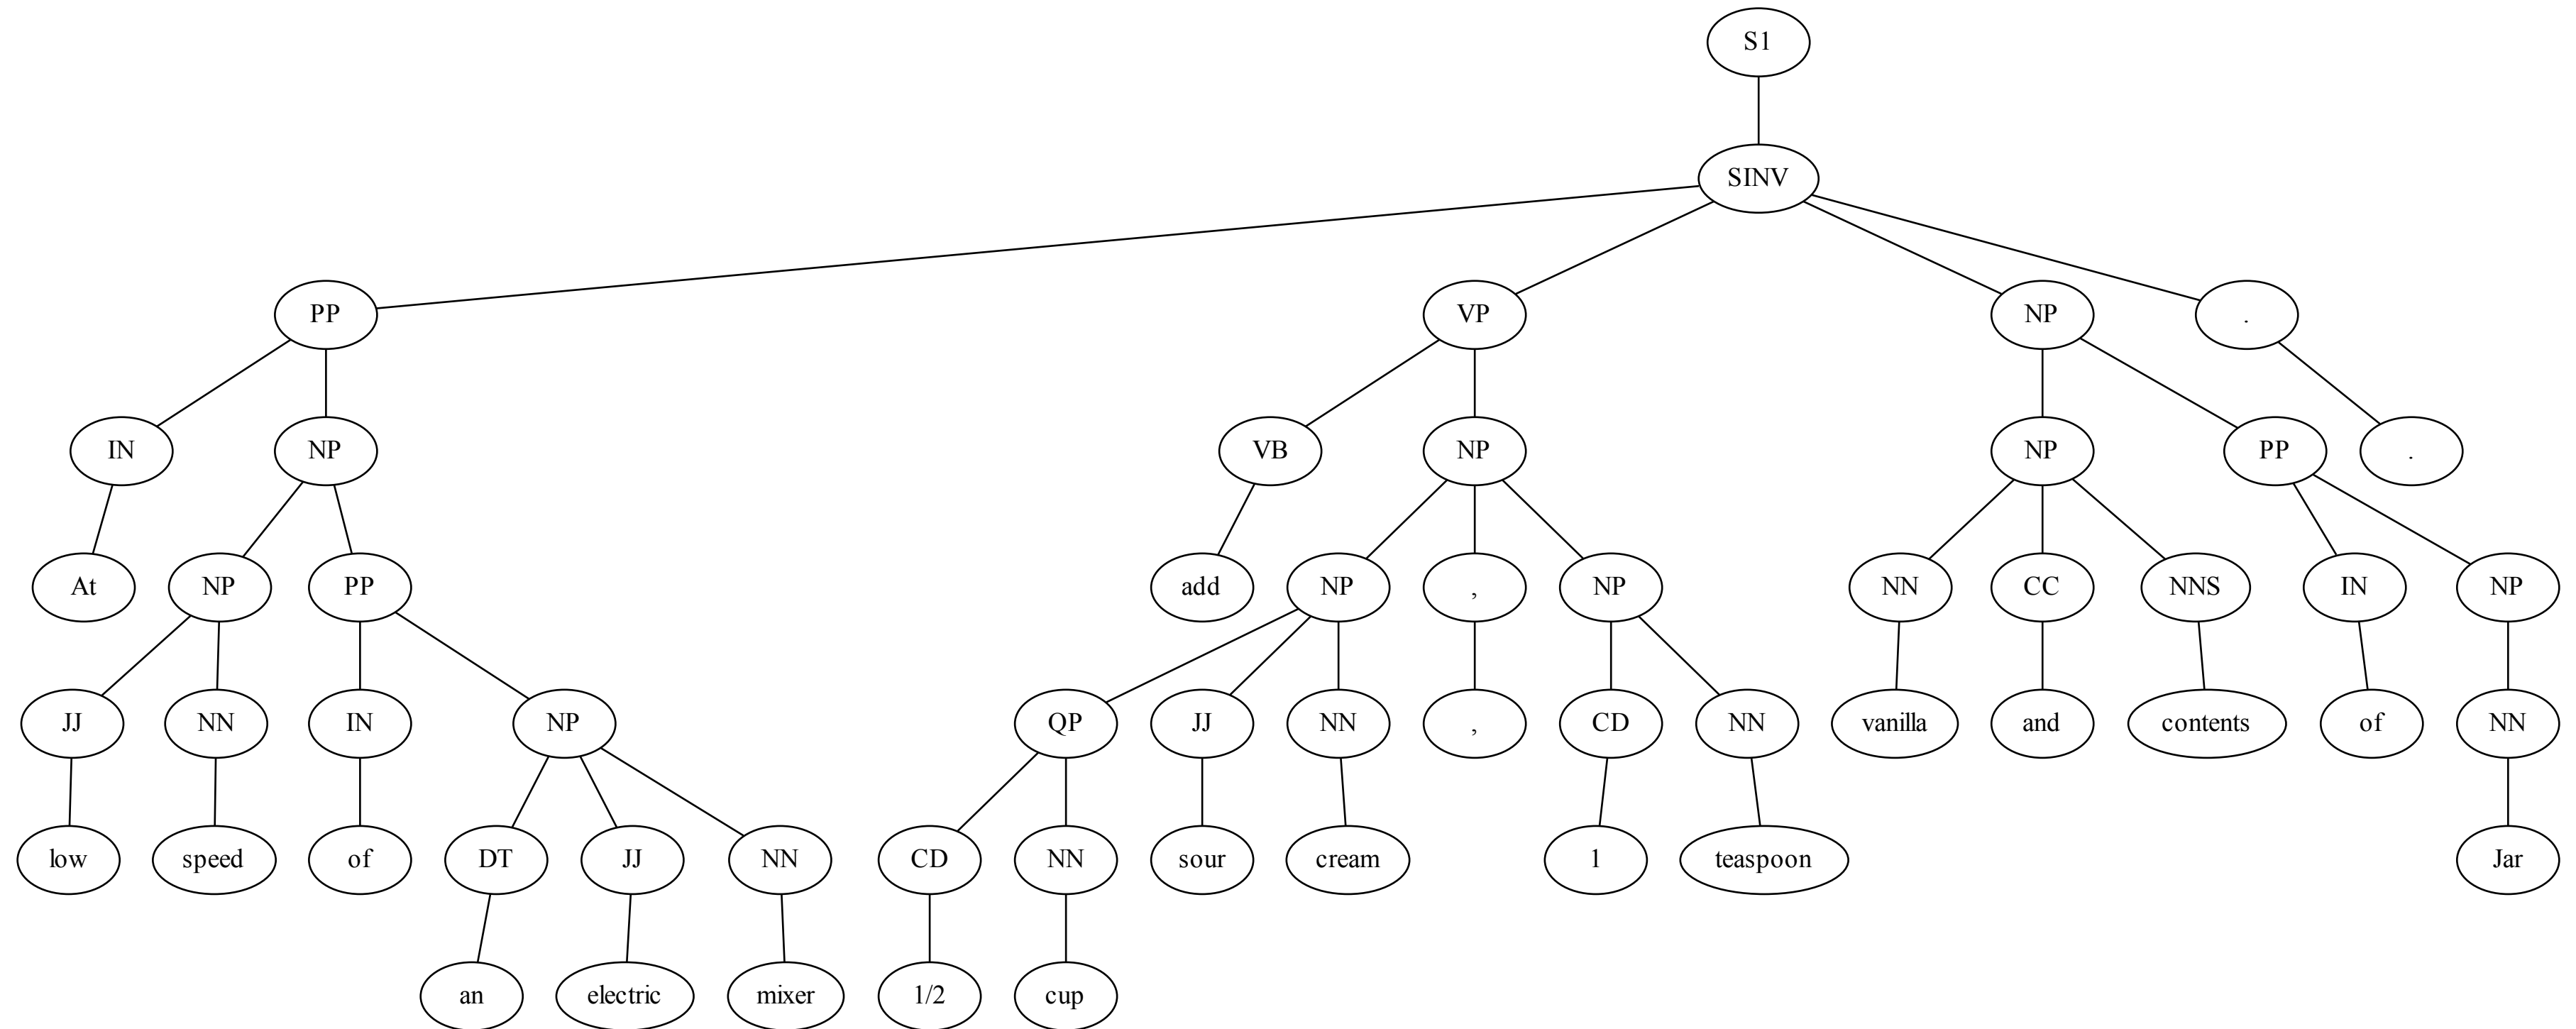 S1
SINV
PP VP NP .
IN NP VB NP NP PP .
At NP PP add NP , NP NN CC NNS IN NP
JJ NN IN NP QP JJ NN , CD NN vanilla and contents of NN
low speed of DT JJ NN CD NN sour cream 1 teaspoon Jar
an electric mixer 1/2 cup